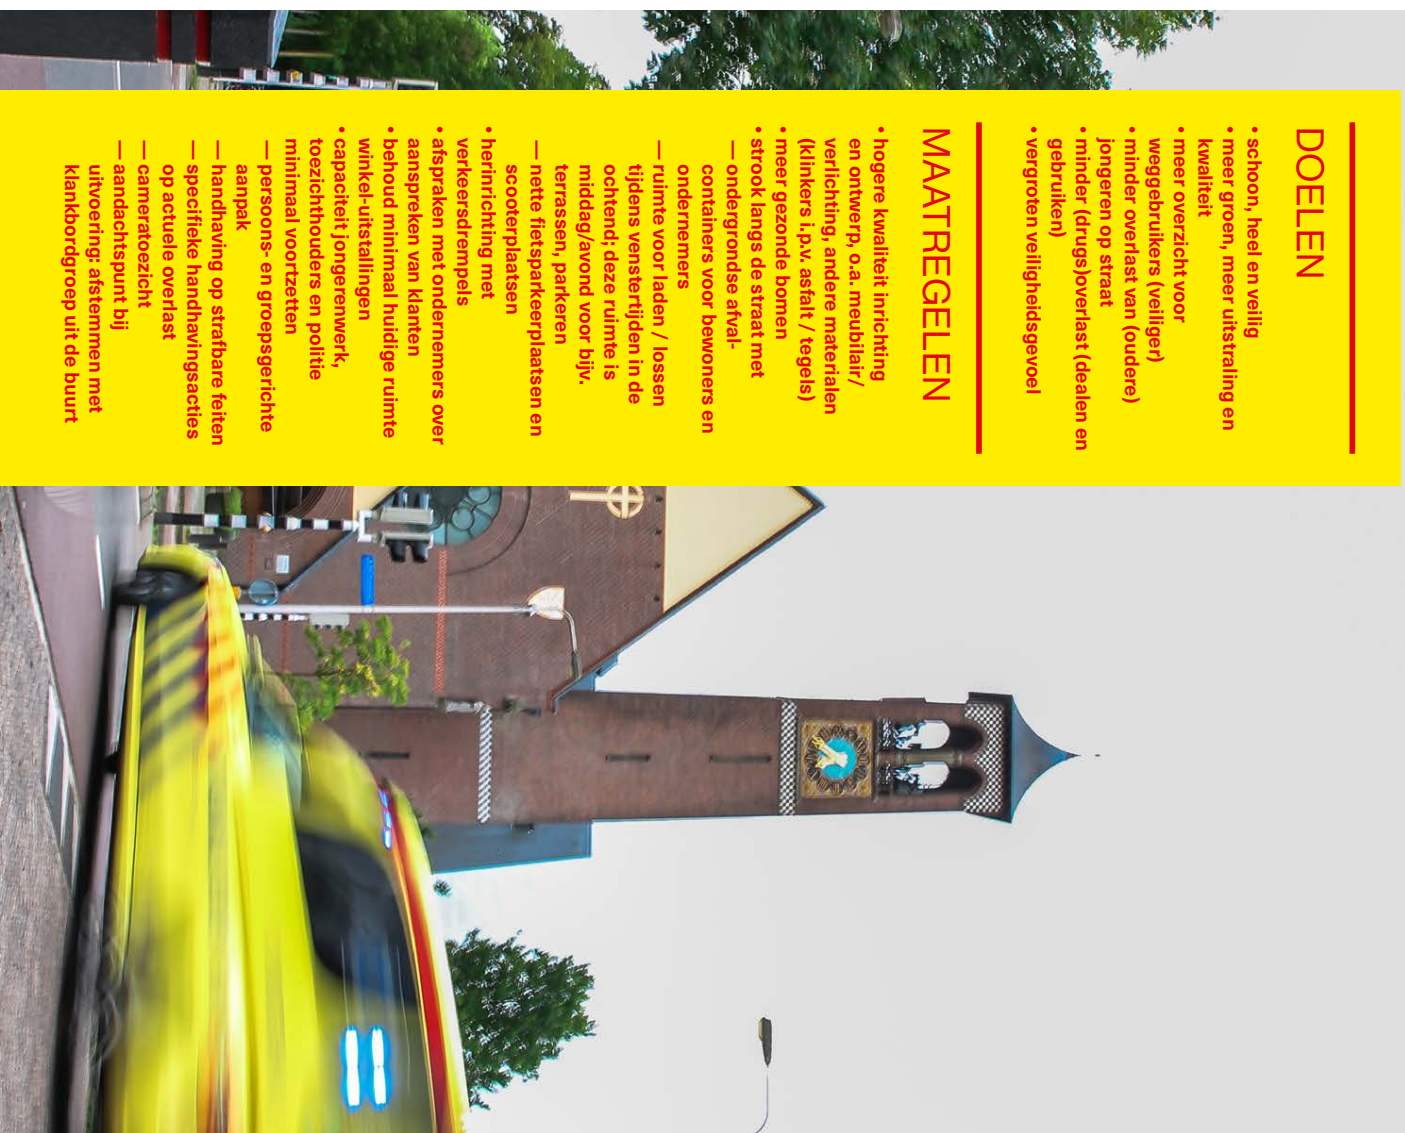 DOELEN
• schoon, heel en veilig
• meer groen, meer uitstraling en
kwaliteit
• meer overzicht voor
weggebruikers (veiliger)
• minder overlast van (oudere)
jongeren op straat
• minder (drugs)overlast (dealen en
gebruiken)
• vergroten veiligheidsgevoel
MAATREGELEN
• hogere kwaliteit inrichting
en ontwerp, o.a. meubilair/
verlichting, andere materialen
(klinkers i.p.v. asfalt / tegels)
• meer gezonde bomen
• strook langs de straat met
— ondergrondse afval-
containers voor bewoners en
ondernemers
— ruimte voor laden / lossen
tijdens venstertijden in de
ochtend; deze ruimte is
middag/avond voor bijv.
terrassen, parkeren
— nette fietsparkeerplaatsen en
scooterplaatsen
• herinrichting met
verkeersdrempels
• afspraken met ondernemers over
aanspreken van klanten
• behoud minimaal huidige ruimte
winkel-uitstallingen
• capaciteit jongerenwerk,
toezichthouders en politie
minimaal voortzetten
— persoons- en groepsgerichte
aanpak
— handhaving op strafbare feiten
— specifieke handhavingsacties
op actuele overlast
— cameratoezicht
— aandachtspunt bij
uitvoering: afstemmen met
klankbordgroep uit de buurt